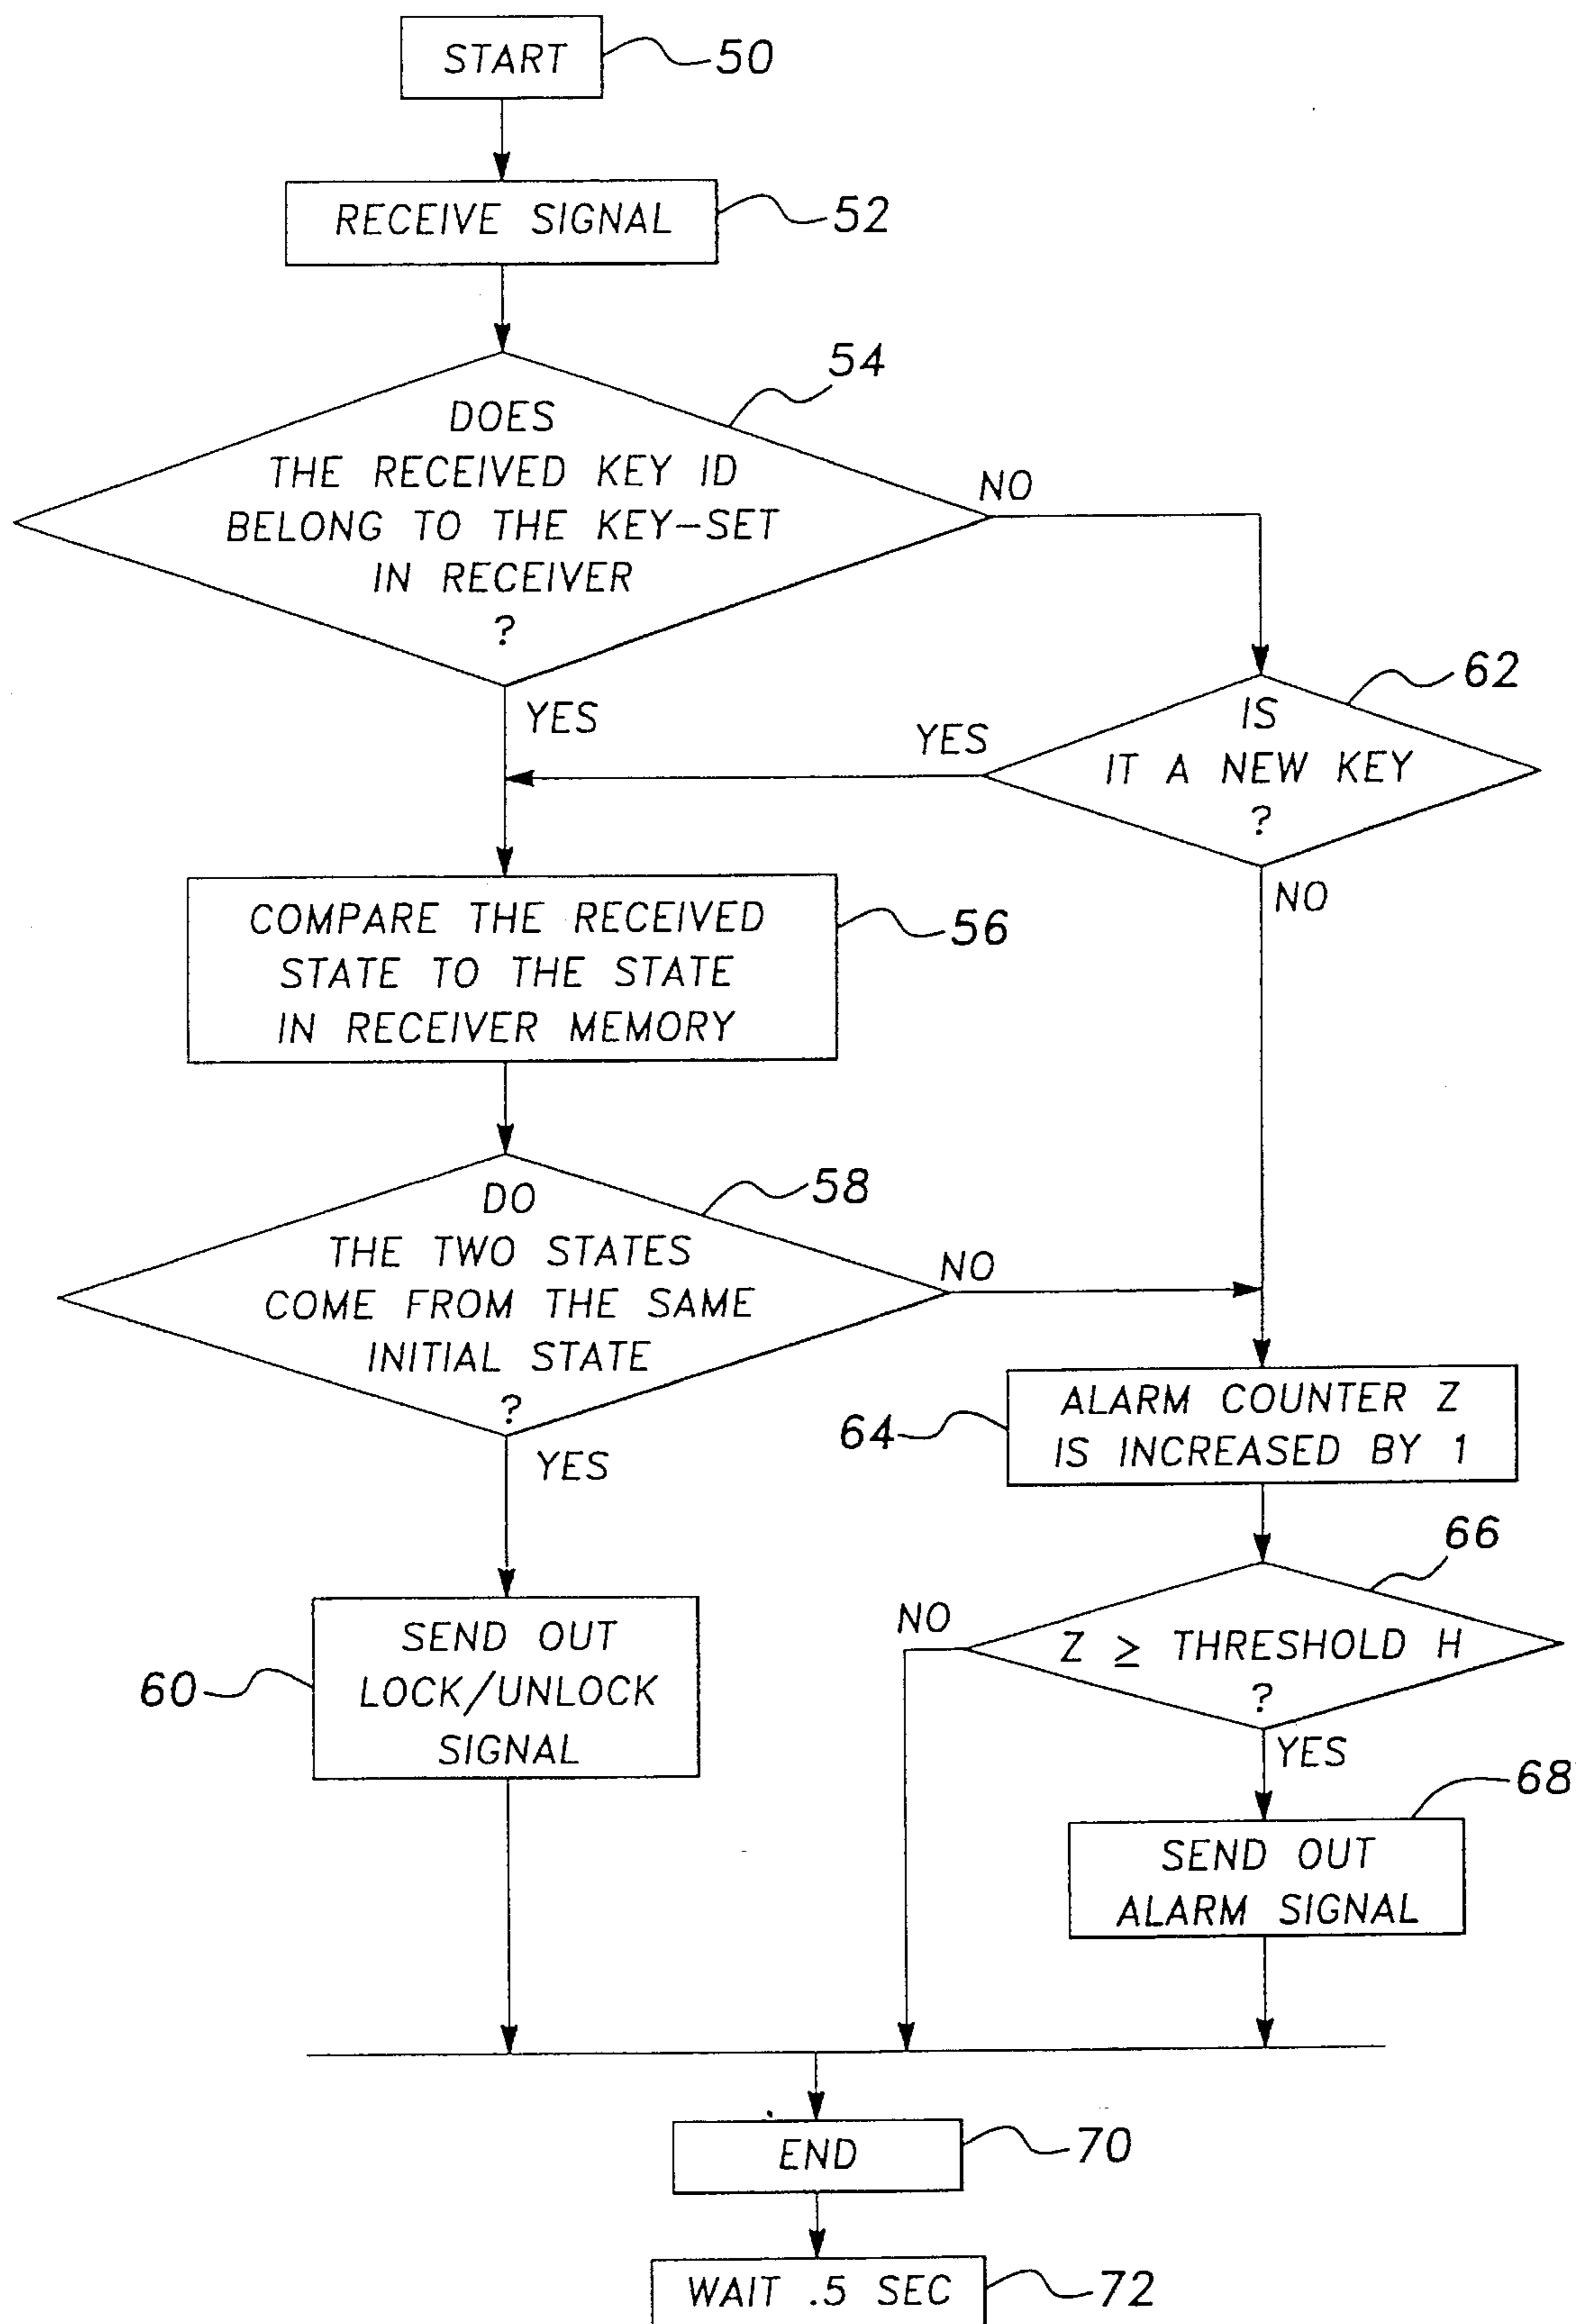 START
50
RECEIVE SIGNAL
52
54
DOES
THE RECEIVED KEY ID
BELONG TO THE KEY-SET
IN RECEIVER
?
NO
YES
62
IS
IT A NEW KEY
?
YES
NO
COMPARE THE RECEIVED
STATE TO THE STATE
IN RECEIVER MEMORY
56
58
DO
THE TWO STATES
COME FROM THE SAME
INITIAL STATE
?
NO
YES
64
ALARM COUNTER Z
IS INCREASED BY 1
66
NO
Z ≥ THRESHOLD H
?
YES
60
SEND OUT
LOCK/UNLOCK
SIGNAL
68
SEND OUT
ALARM SIGNAL
END
70
WAIT .5 SEC
72